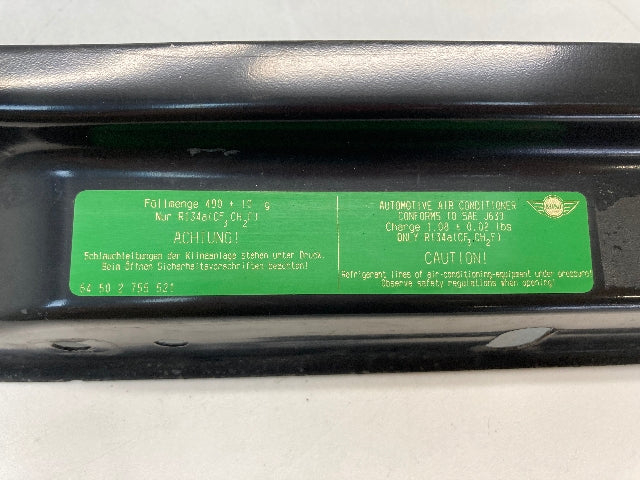 Füllmenge 490 ± 10 g
Nur R134a(CF3CH2F)
ACHTUNG!
Schlauchleitungen der Klimaanlage stehen unter Druck.
Beim Öffnen Sicherheitsvorschriften beachten!
64 50 2 755 521
AUTOMOTIVE AIR CONDITIONER
CONFORMS TO SAE J639
Charge 1.08 ± 0.02 lbs
ONLY R134a(CF3CH2F)
CAUTION!
Refrigerant lines of air-conditioning-equipment under pressure!
Observe safety regulations when opening!